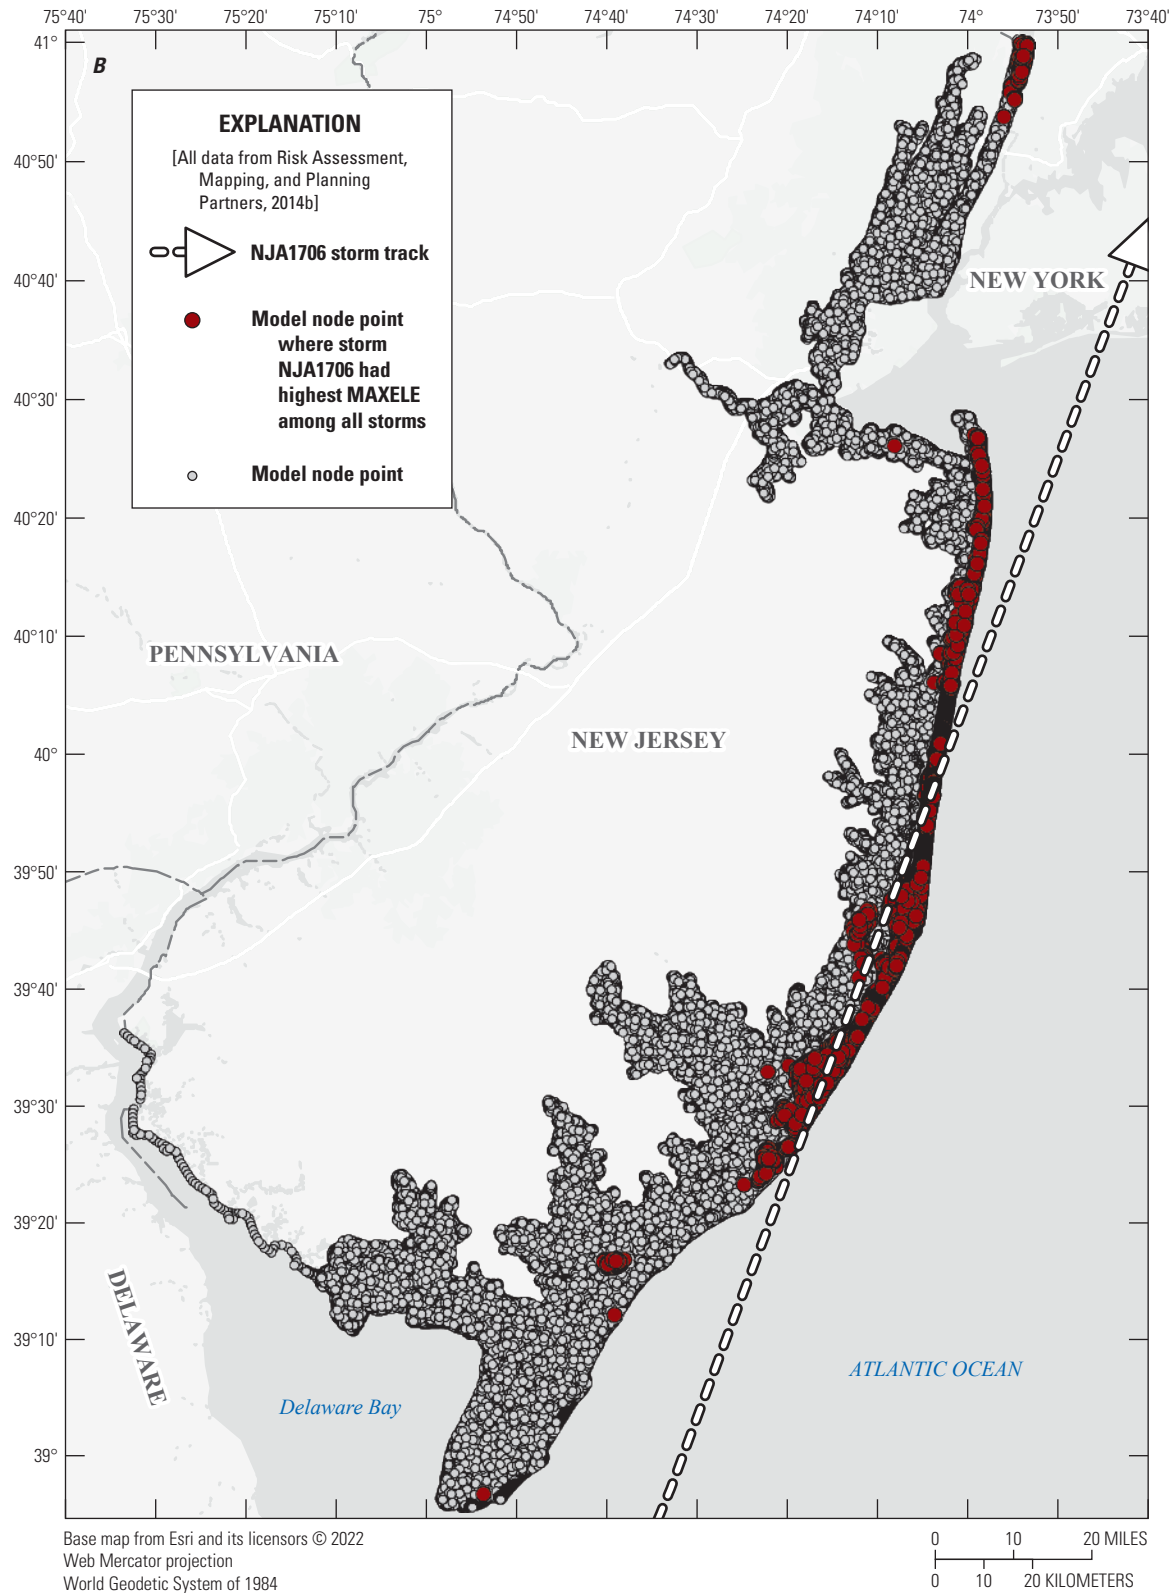 75°40' 75°30' 75°20' 75°10' 75° 74°50' 74°40' 74°30' 74°20' 74°10' 74° 73°50' 73°40'
41°
B
EXPLANATION
[All data from Risk Assessment,
Mapping, and Planning
Partners, 2014b]
NJA1706 storm track
Model node point
where storm
NJA1706 had
highest MAXELE
among all storms
Model node point
40°50'
40°40'
NEW YORK
40°30'
40°20'
40°10'
PENNSYLVANIA
NEW JERSEY
40°
39°50'
39°40'
39°30'
39°20'
DELAWARE
39°10'
ATLANTIC OCEAN
Delaware Bay
39°
Base map from Esri and its licensors © 2022
Web Mercator projection
World Geodetic System of 1984
0 10 20 MILES
0 10 20 KILOMETERS